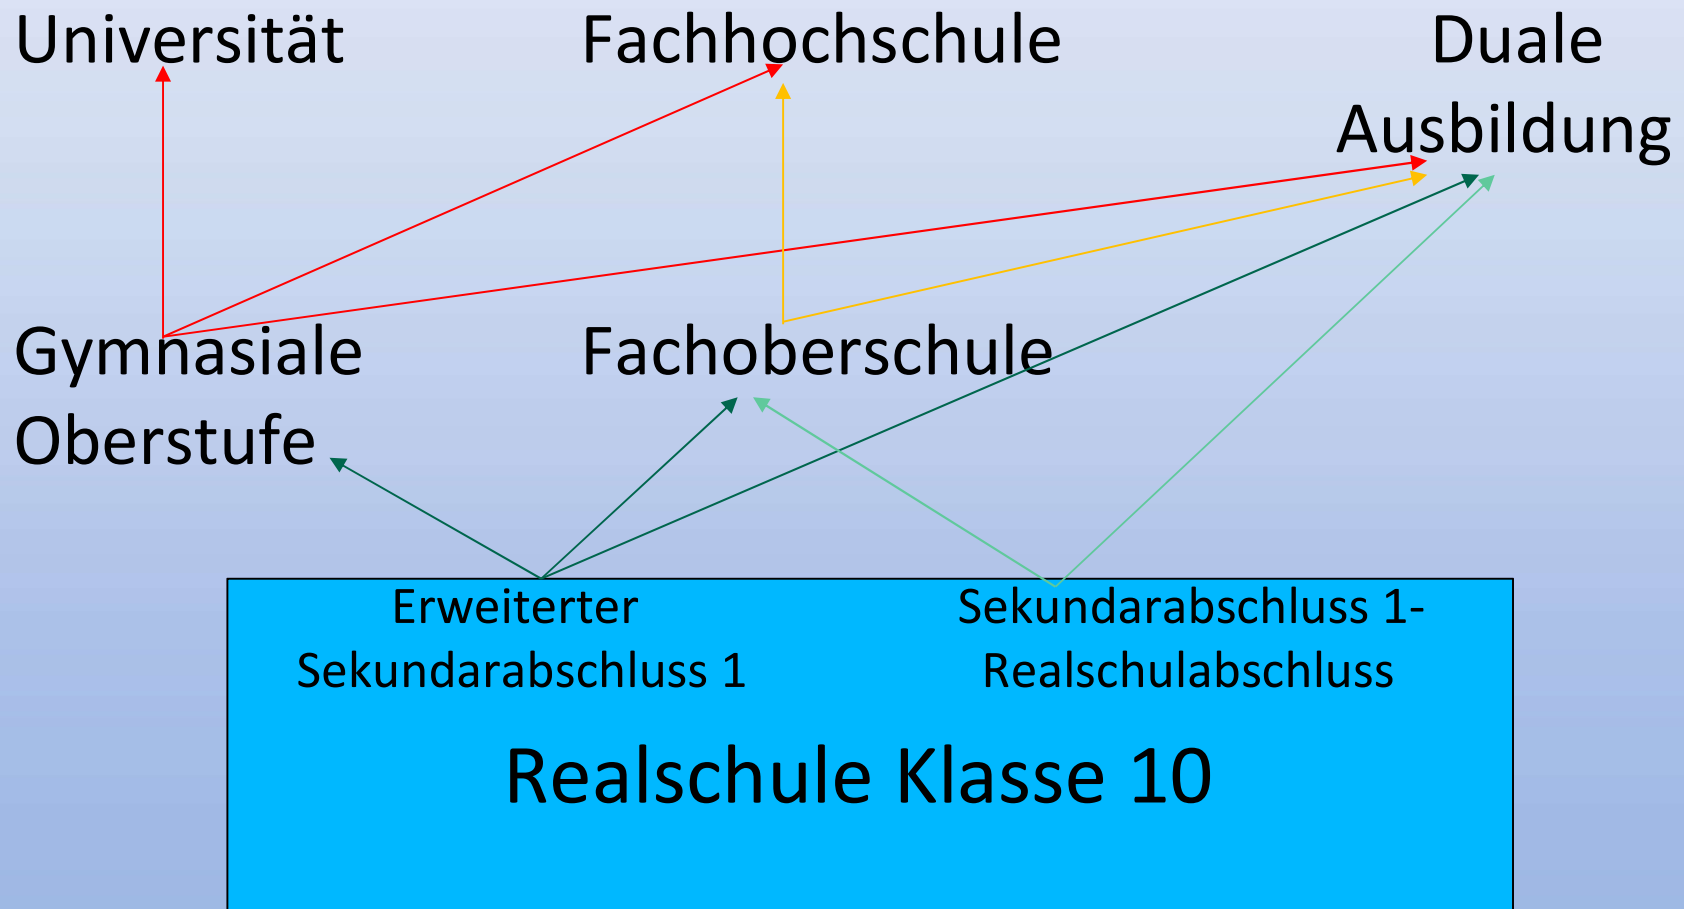 Universität
Fachhochschule
Duale
Ausbildung
Gymnasiale
Oberstufe
Fachoberschule
Erweiterter
Sekundarabschluss 1
Sekundarabschluss 1-
Realschulabschluss
Realschule Klasse 10